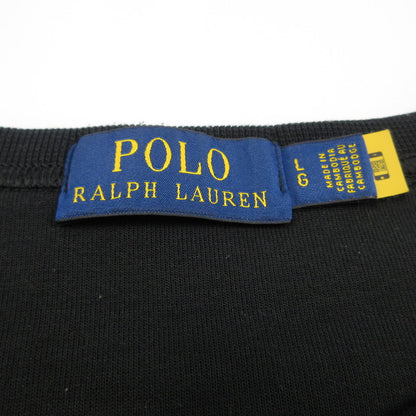 POLO
RALPH LAUREN
L
G
MADE IN
CAMBODIA
FABRIQUÉ AU
CAMBODGE